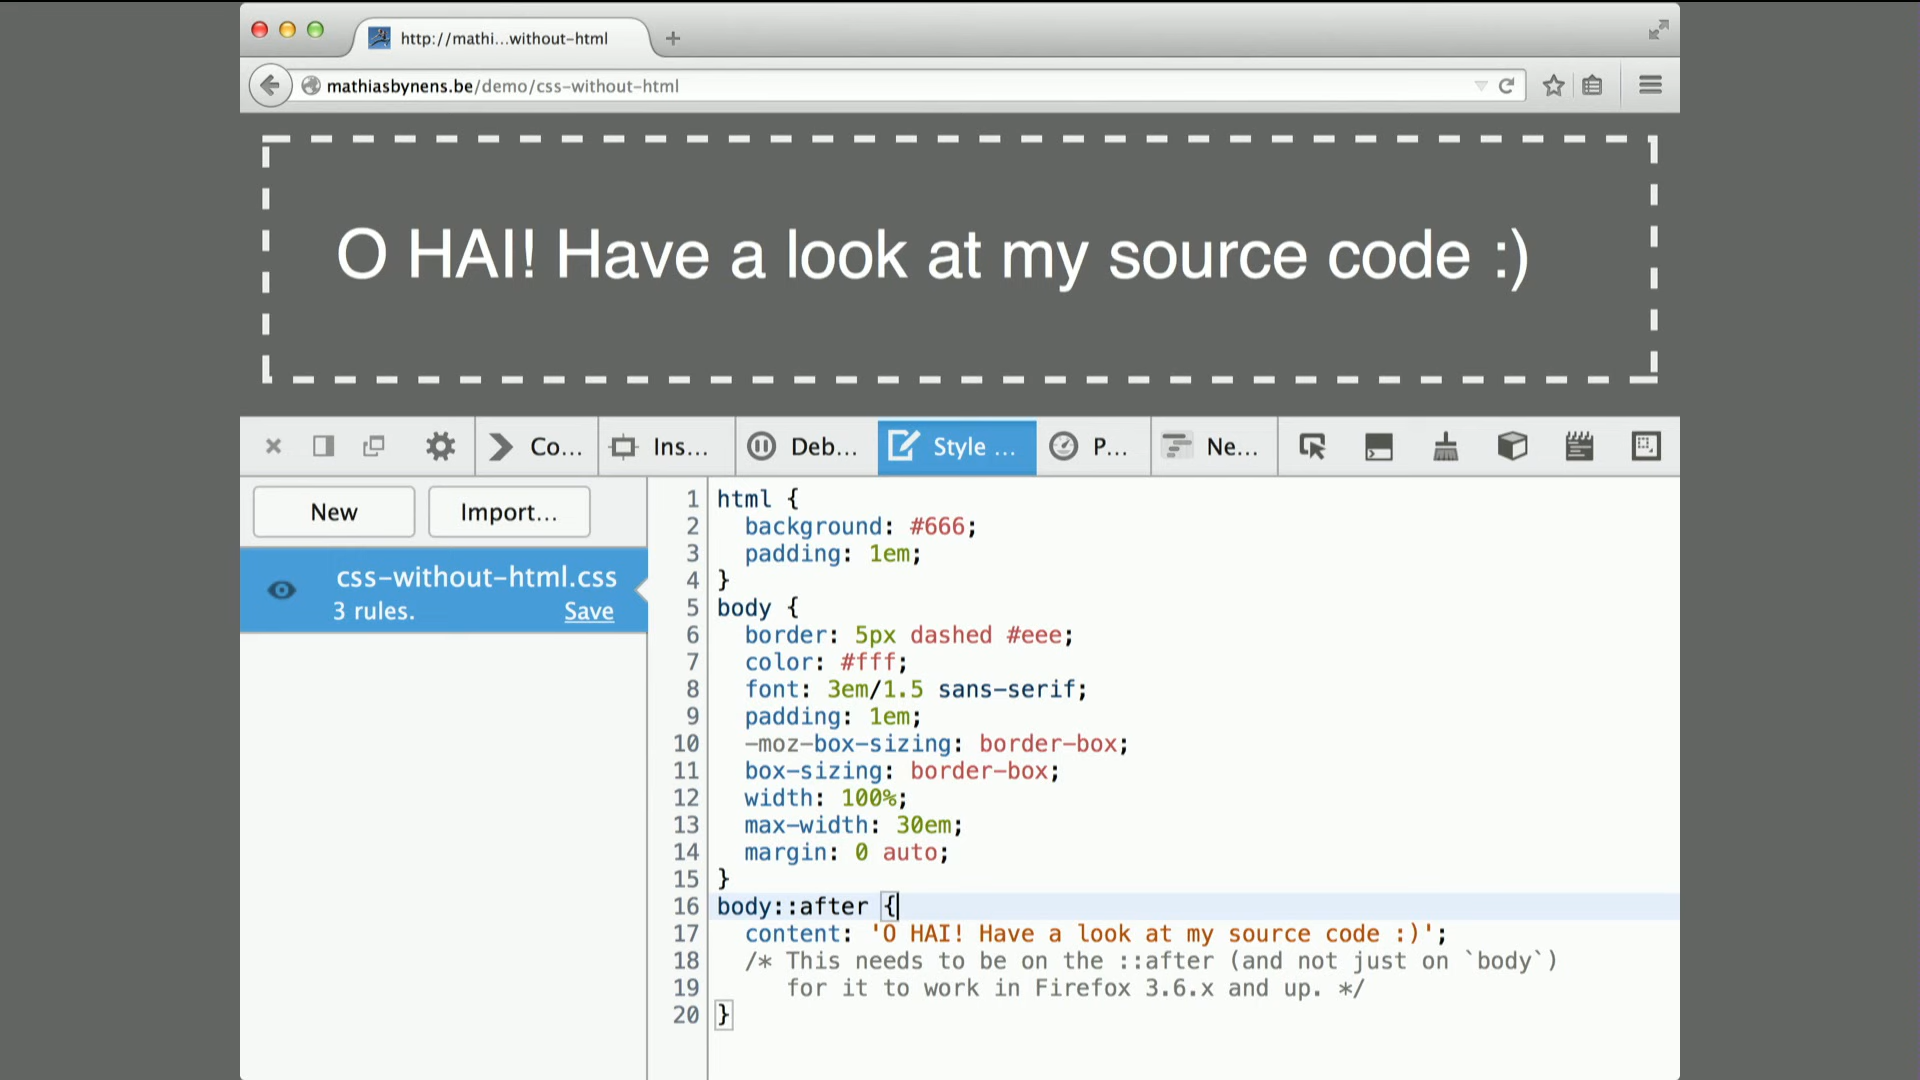 http://mathi...without-html
mathiasbynens.be/demo/css-without-html
O HAI! Have a look at my source code :)
Co...
Ins...
Deb...
Style ...
P...
Ne...
New
Import...
css-without-html.css
3 rules.
Save
1 html {
2   background: #666;
3   padding: 1em;
4 }
5 body {
6   border: 5px dashed #eee;
7   color: #fff;
8   font: 3em/1.5 sans-serif;
9   padding: 1em;
10   -moz-box-sizing: border-box;
11   box-sizing: border-box;
12   width: 100%;
13   max-width: 30em;
14   margin: 0 auto;
15 }
16 body::after {
17   content: 'O HAI! Have a look at my source code :)';
18   /* This needs to be on the ::after (and not just on `body`)
19      for it to work in Firefox 3.6.x and up. */
20 }